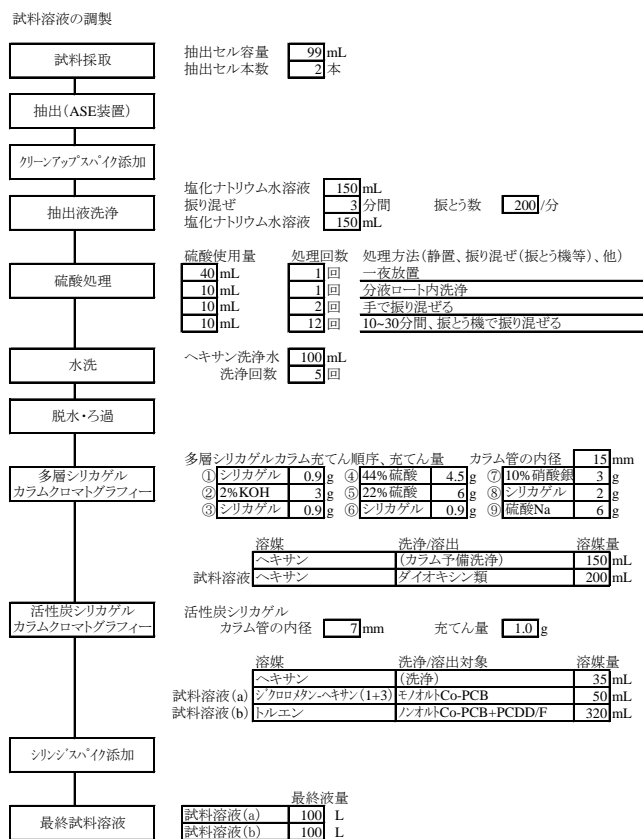 試料溶液の調製
試料採取
抽出セル容量 99 mL
抽出セル本数 2 本
抽出(ASE装置)
クリーンアップスパイク添加
抽出液洗浄
塩化ナトリウム水溶液 150 mL
振り混ぜ 3 分間 振とう数 200 /分
塩化ナトリウム水溶液 150 mL
硫酸処理
硫酸使用量 処理回数 処理方法(静置、振り混ぜ(振とう機等)、他)
40 mL 1 回 一夜放置
10 mL 1 回 分液ロート内洗浄
10 mL 2 回 手で振り混ぜる
10 mL 12 回 10~30分間、振とう機で振り混ぜる
水洗
ヘキサン洗浄水 100 mL
洗浄回数 5 回
脱水・ろ過
多層シリカゲル
カラムクロマトグラフィー
多層シリカゲルカラム充てん順序、充てん量 カラム管の内径 15 mm
① シリカゲル 0.9 g ④ 44%硫酸 4.5 g ⑦ 10%硝酸銀 3 g
② 2%KOH 3 g ⑤ 22%硫酸 6 g ⑧ シリカゲル 2 g
③ シリカゲル 0.9 g ⑥ シリカゲル 0.9 g ⑨ 硫酸Na 6 g
溶媒 洗浄/溶出 溶媒量
ヘキサン (カラム予備洗浄) 150 mL
試料溶液 ヘキサン ダイオキシン類 200 mL
活性炭シリカゲル
カラムクロマトグラフィー
活性炭シリカゲル
カラム管の内径 7 mm 充てん量 1.0 g
溶媒 洗浄/溶出対象 溶媒量
ヘキサン (洗浄) 35 mL
試料溶液(a) ジクロロメタン-ヘキサン(1+3) モノオルトCo-PCB 50 mL
試料溶液(b) トルエン ノンオルトCo-PCB+PCDD/F 320 mL
シリンジスパイク添加
最終試料溶液
最終液量
試料溶液(a) 100 L
試料溶液(b) 100 L